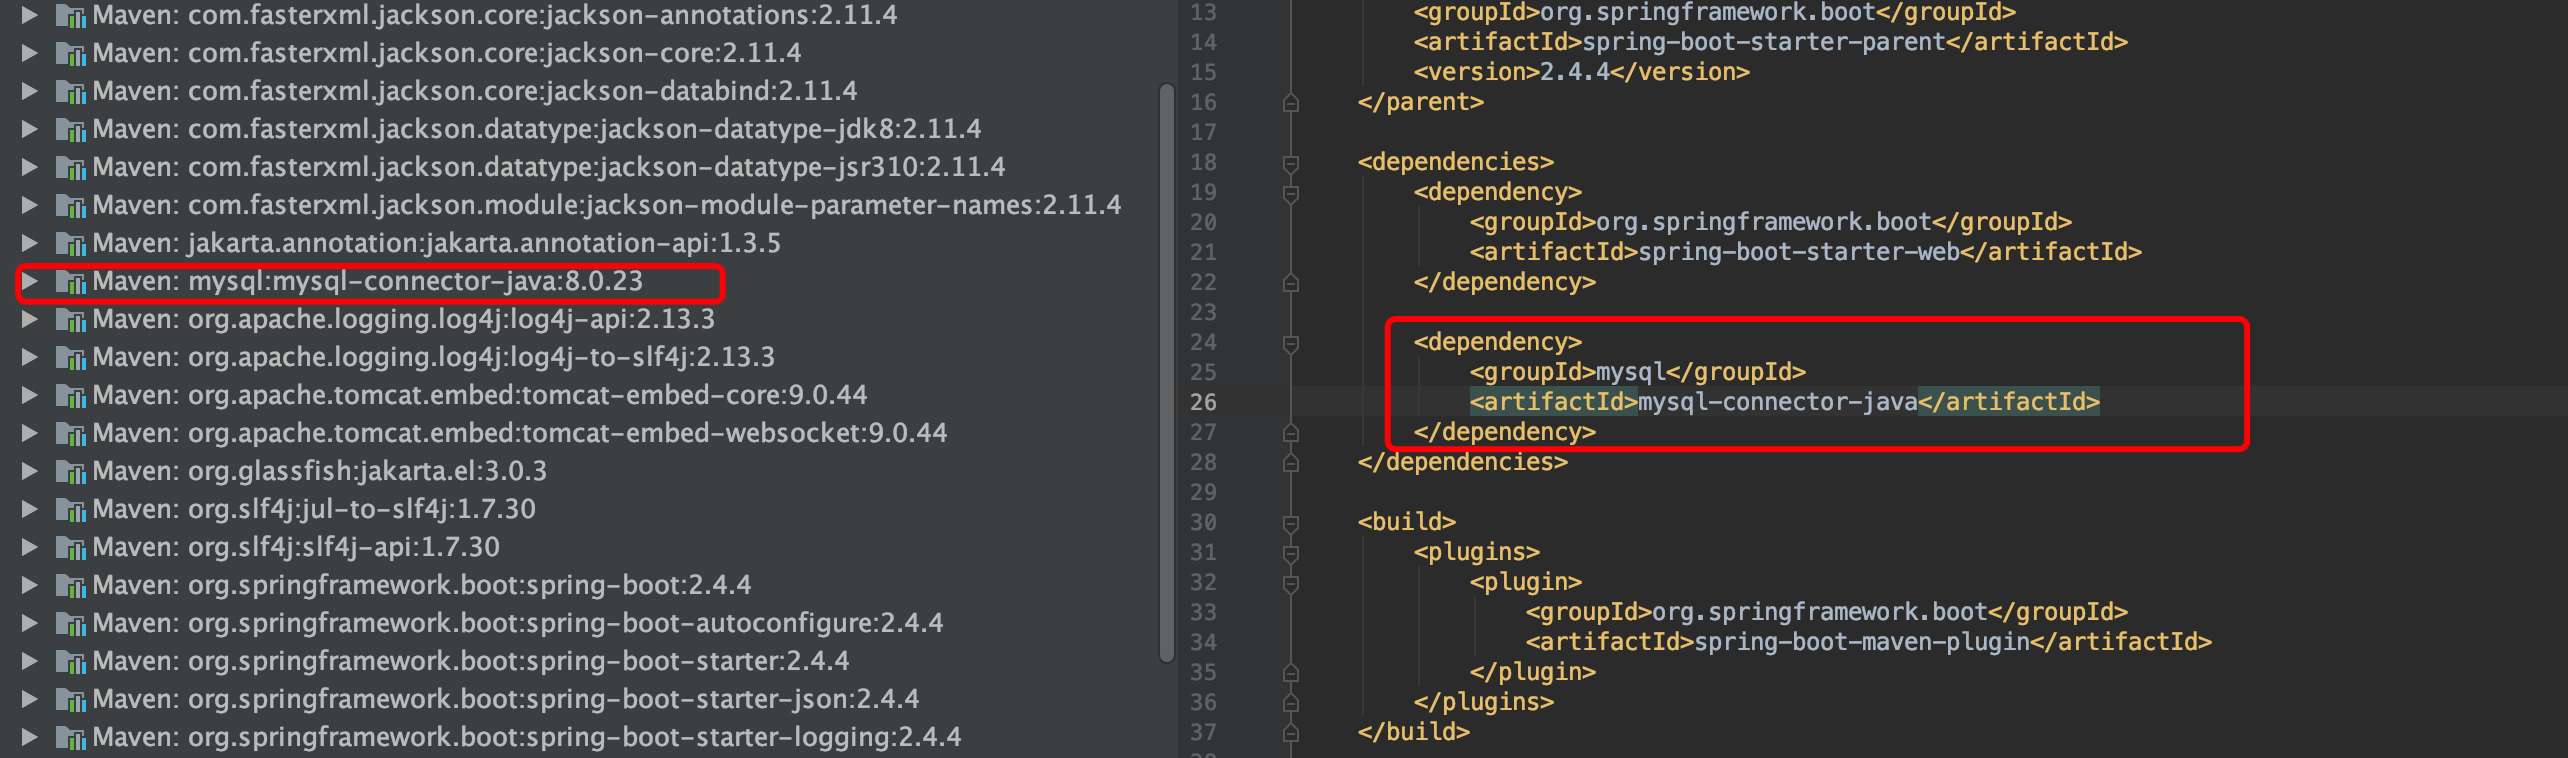 Maven: com.fasterxml.jackson.core:jackson-annotations:2.11.4
Maven: com.fasterxml.jackson.core:jackson-core:2.11.4
Maven: com.fasterxml.jackson.core:jackson-databind:2.11.4
Maven: com.fasterxml.jackson.datatype:jackson-datatype-jdk8:2.11.4
Maven: com.fasterxml.jackson.datatype:jackson-datatype-jsr310:2.11.4
Maven: com.fasterxml.jackson.module:jackson-module-parameter-names:2.11.4
Maven: jakarta.annotation:jakarta.annotation-api:1.3.5
Maven: mysql:mysql-connector-java:8.0.23
Maven: org.apache.logging.log4j:log4j-api:2.13.3
Maven: org.apache.logging.log4j:log4j-to-slf4j:2.13.3
Maven: org.apache.tomcat.embed:tomcat-embed-core:9.0.44
Maven: org.apache.tomcat.embed:tomcat-embed-websocket:9.0.44
Maven: org.glassfish:jakarta.el:3.0.3
Maven: org.slf4j:jul-to-slf4j:1.7.30
Maven: org.slf4j:slf4j-api:1.7.30
Maven: org.springframework.boot:spring-boot:2.4.4
Maven: org.springframework.boot:spring-boot-autoconfigure:2.4.4
Maven: org.springframework.boot:spring-boot-starter:2.4.4
Maven: org.springframework.boot:spring-boot-starter-json:2.4.4
Maven: org.springframework.boot:spring-boot-starter-logging:2.4.4
13 <groupId>org.springframework.boot</groupId>
14 <artifactId>spring-boot-starter-parent</artifactId>
15 <version>2.4.4</version>
16 </parent>
17
18 <dependencies>
19 <dependency>
20 <groupId>org.springframework.boot</groupId>
21 <artifactId>spring-boot-starter-web</artifactId>
22 </dependency>
23
24 <dependency>
25 <groupId>mysql</groupId>
26 <artifactId>mysql-connector-java</artifactId>
27 </dependency>
28 </dependencies>
29
30 <build>
31 <plugins>
32 <plugin>
33 <groupId>org.springframework.boot</groupId>
34 <artifactId>spring-boot-maven-plugin</artifactId>
35 </plugin>
36 </plugins>
37 </build>